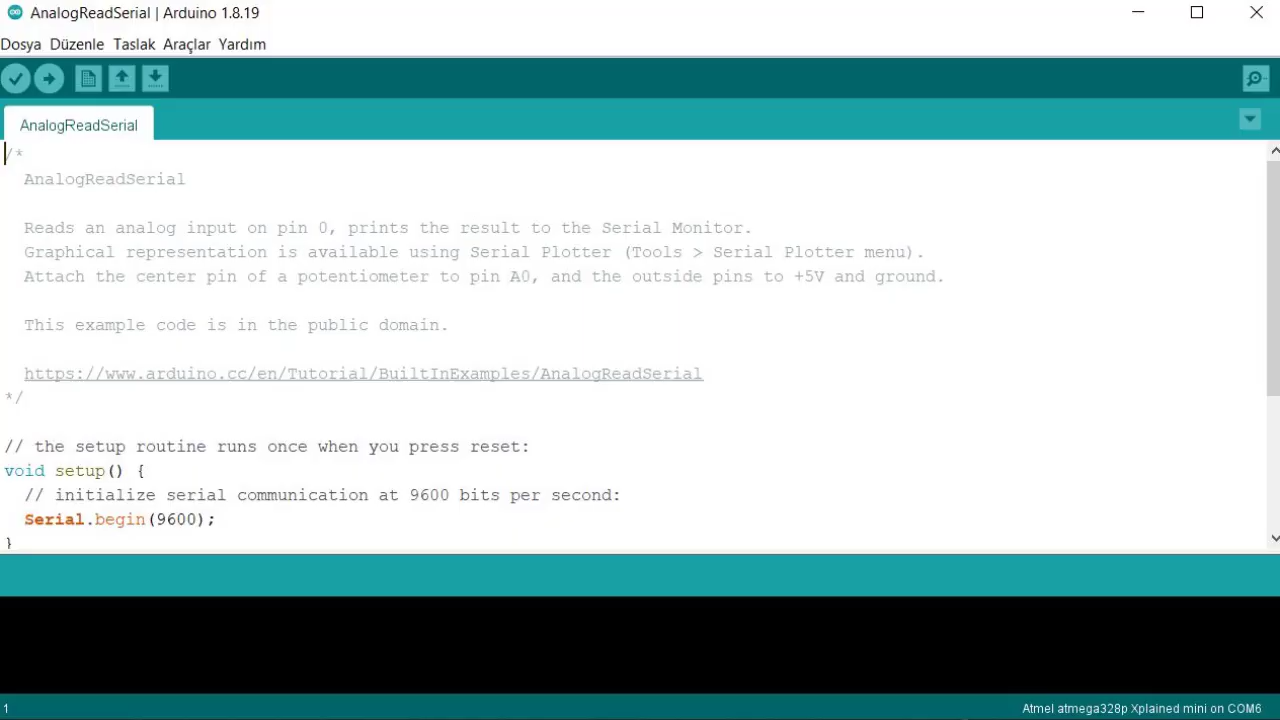 AnalogReadSerial | Arduino 1.8.19
Dosya Düzenle Taslak Araçlar Yardım
AnalogReadSerial
/*
AnalogReadSerial
Reads an analog input on pin 0, prints the result to the Serial Monitor.
Graphical representation is available using Serial Plotter (Tools > Serial Plotter menu).
Attach the center pin of a potentiometer to pin A0, and the outside pins to +5V and ground.
This example code is in the public domain.
https://www.arduino.cc/en/Tutorial/BuiltInExamples/AnalogReadSerial
*/
// the setup routine runs once when you press reset:
void setup() {
// initialize serial communication at 9600 bits per second:
Serial.begin(9600);
}
1
Atmel atmega328p Xplained mini on COM6